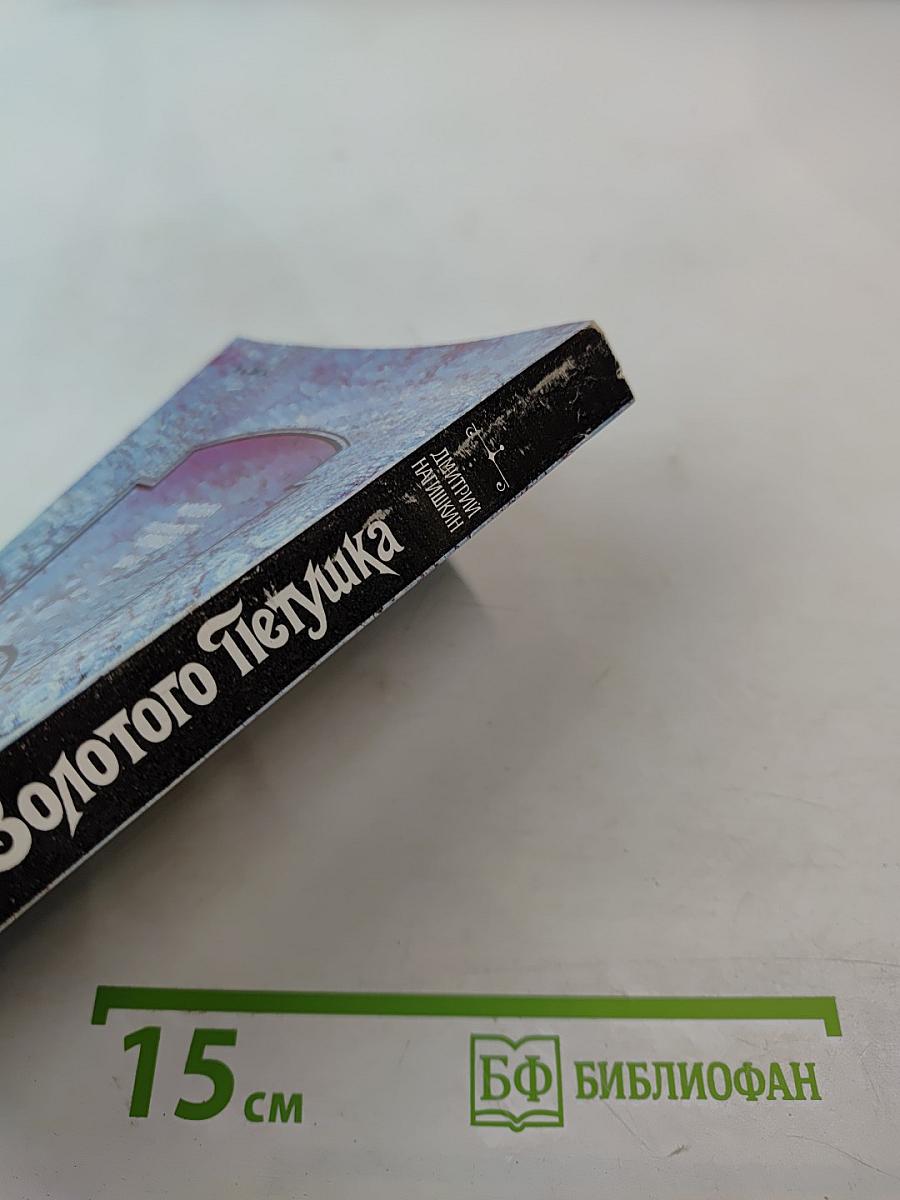 ДМИТРИЙ
НАГИШКИН
Золотого Петушка
15 см
БФ БИБЛИОФАН